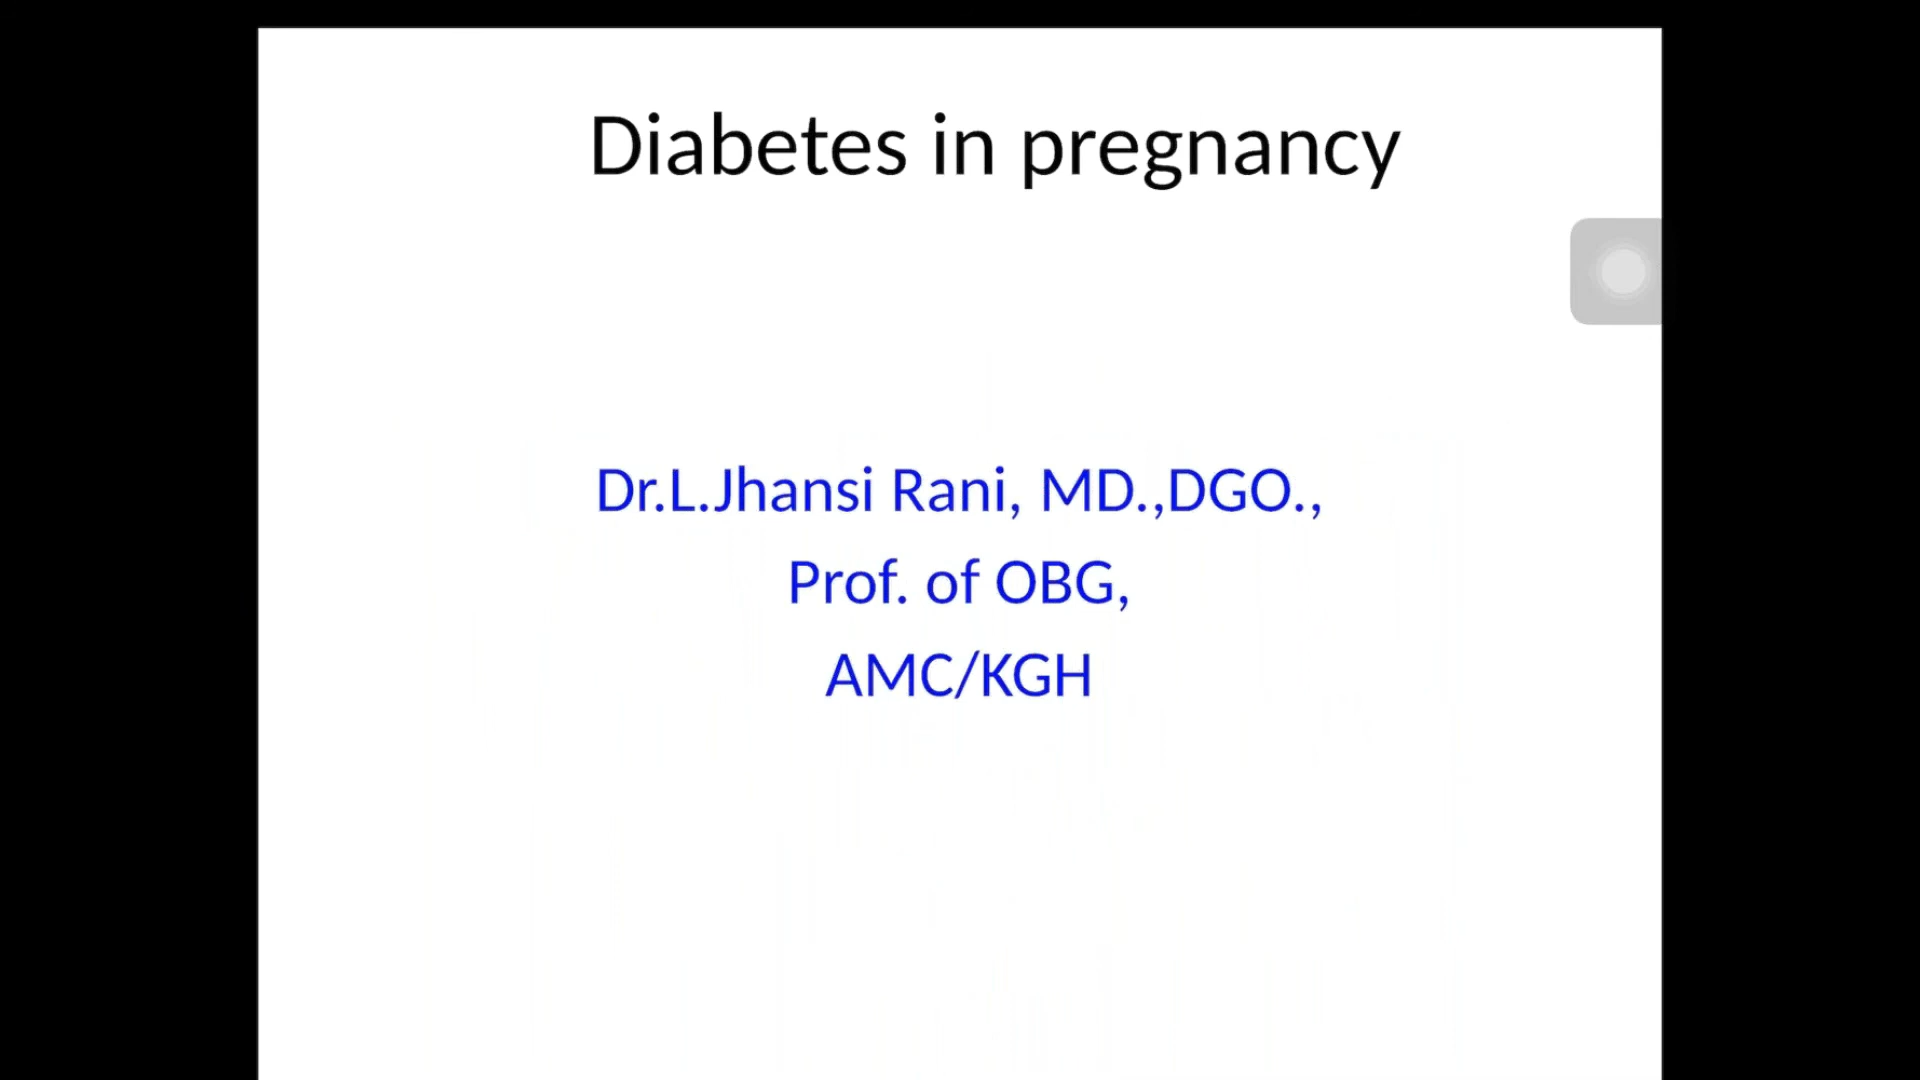 Diabetes in pregnancy
Dr.L.Jhansi Rani, MD.,DGO.,
Prof. of OBG,
AMC/KGH